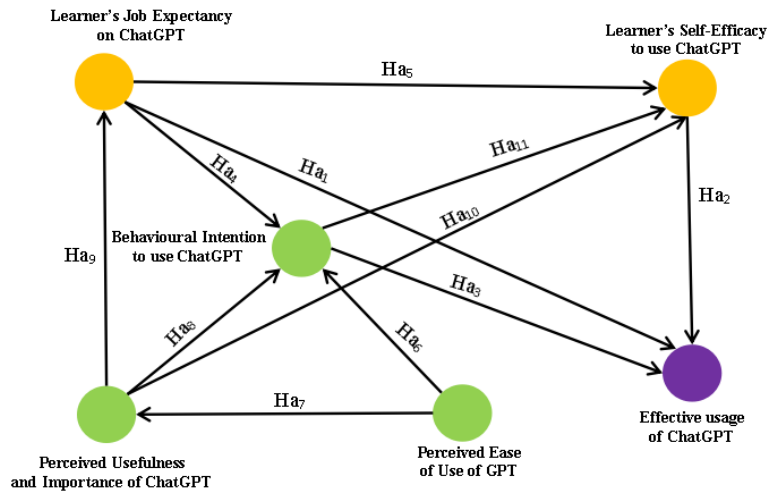 Learner's Job Expectancy
on ChatGPT
Learner's Self-Efficacy
to use ChatGPT
Ha₅
Ha₁₁
Ha₄
Ha₁
Ha₂
Ha₁₀
Behavioural Intention
to use ChatGPT
Ha₉
Ha₃
Ha₈
Ha₆
Ha₇
Effective usage
of ChatGPT
Perceived Ease
of Use of GPT
Perceived Usefulness
and Importance of ChatGPT